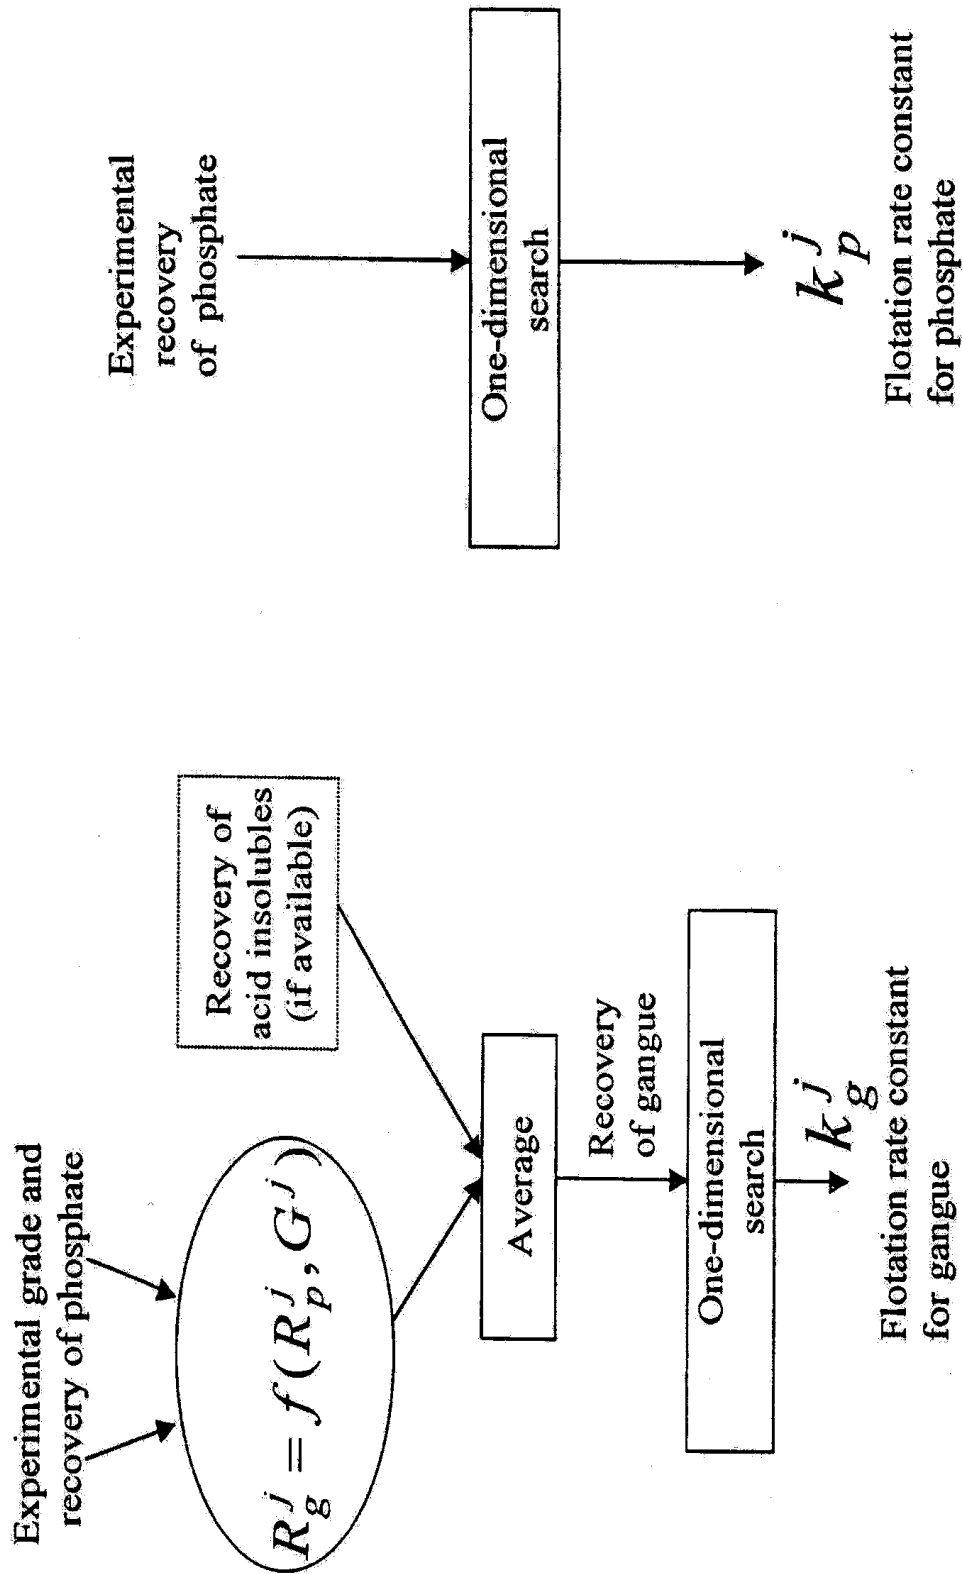 Experimental grade and
recovery of phosphate
R_g^j = f(R_p^j, G^j)
Recovery of
acid insolubles
(if available)
Average
Recovery
of gangue
One-dimensional
search
k_g^j
Flotation rate constant
for gangue
Experimental
recovery
of phosphate
One-dimensional
search
k_p^j
Flotation rate constant
for phosphate